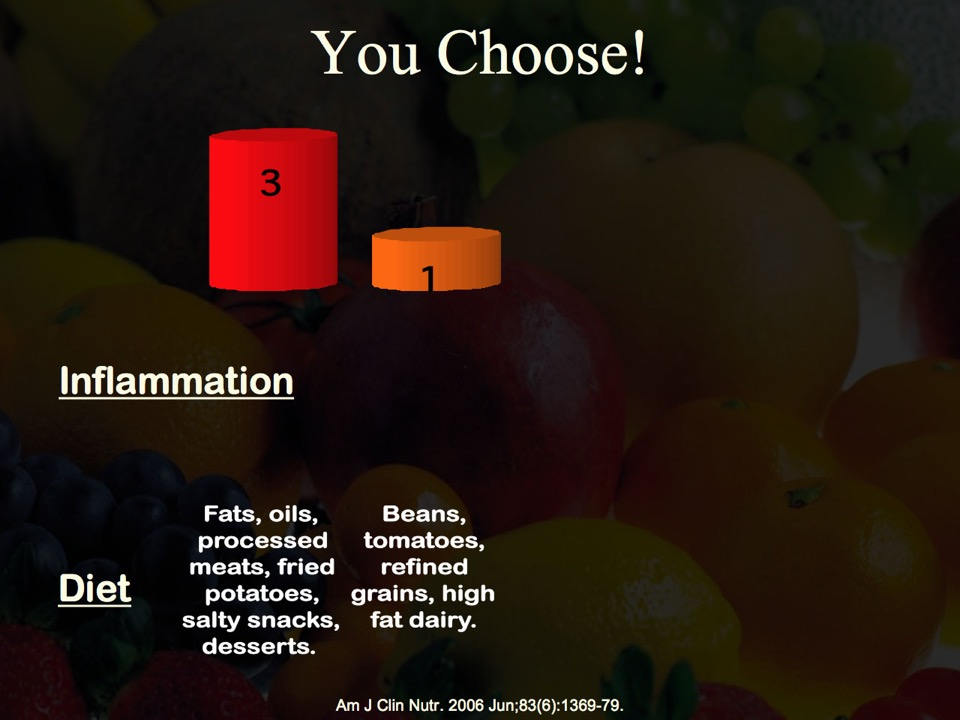 You Choose!
3
1
Inflammation
Diet
Fats, oils,
processed
meats, fried
potatoes,
salty snacks,
desserts.
Beans,
tomatoes,
refined
grains, high
fat dairy.
Am J Clin Nutr. 2006 Jun;83(6):1369-79.